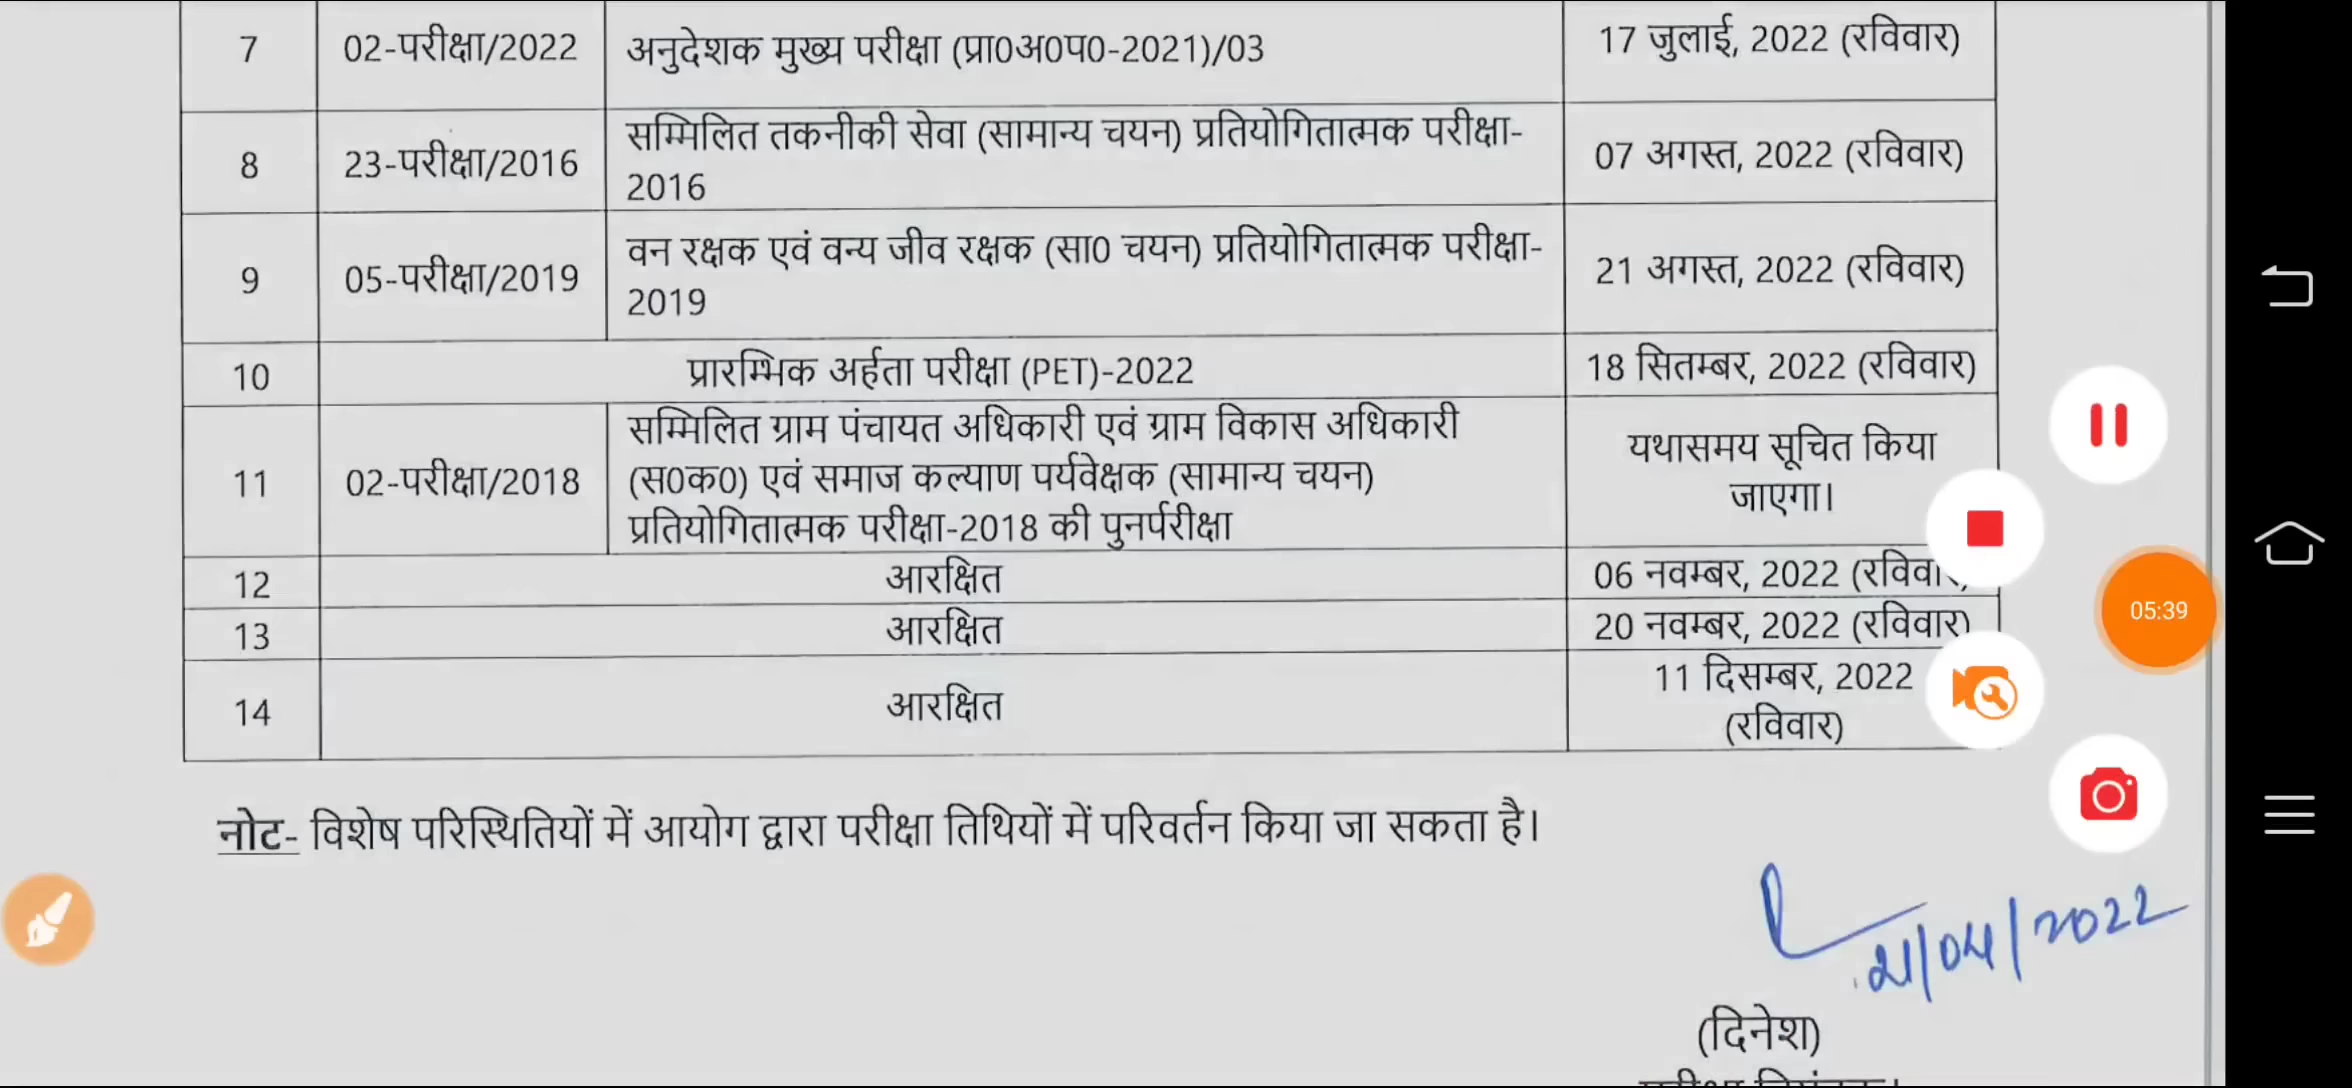 7 02-परीक्षा/2022 अनुदेशक मुख्य परीक्षा (प्रा0अ0प0-2021)/03 17 जुलाई, 2022 (रविवार)
8 23-परीक्षा/2016 सम्मिलित तकनीकी सेवा (सामान्य चयन) प्रतियोगितात्मक परीक्षा-
2016 07 अगस्त, 2022 (रविवार)
9 05-परीक्षा/2019 वन रक्षक एवं वन्य जीव रक्षक (सा0 चयन) प्रतियोगितात्मक परीक्षा-
2019 21 अगस्त, 2022 (रविवार)
10 प्रारम्भिक अर्हता परीक्षा (PET)-2022 18 सितम्बर, 2022 (रविवार)
11 02-परीक्षा/2018 सम्मिलित ग्राम पंचायत अधिकारी एवं ग्राम विकास अधिकारी
(स0क0) एवं समाज कल्याण पर्यवेक्षक (सामान्य चयन)
प्रतियोगितात्मक परीक्षा-2018 की पुनर्परीक्षा
यथासमय सूचित किया
जाएगा।
12 आरक्षित 06 नवम्बर, 2022
13 आरक्षित 20 नवम्बर, 2022 (रविवार)
14 आरक्षित 11 दिसम्बर, 2022
(रविवार)
05:39
नोट- विशेष परिस्थितियों में आयोग द्वारा परीक्षा तिथियों में परिवर्तन किया जा सकता है।
21/04/2022
(दिनेश)